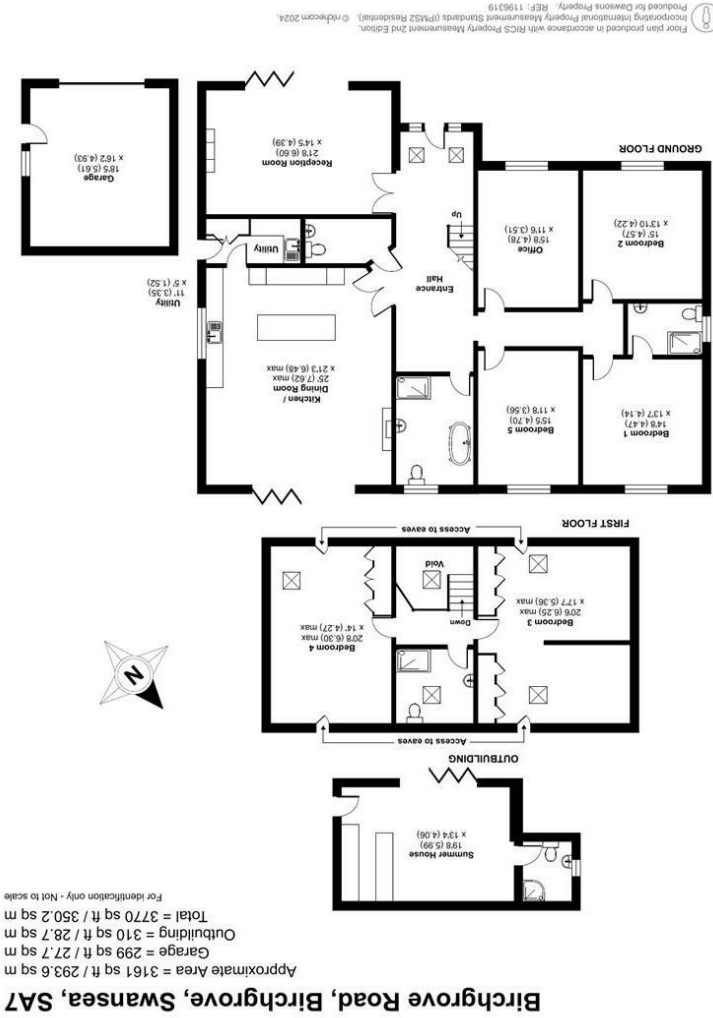 Birchgrove Road, Birchgrove, Swansea, SA7
Approximate Area = 3161 sq ft / 293.6 sq m
Garage = 299 sq ft / 27.7 sq m
Outbuilding = 310 sq ft / 28.7 sq m
Total = 3770 sq ft / 350.2 sq m
For identification only - Not to scale
Summer House
19'8 (5.99)
x 13'4 (4.06)
OUTBUILDING
Access to eaves
Bedroom 3
20'6 (6.25) max
x 17'7 (5.36) max
Down
Void
Bedroom 4
20'8 (6.30) max
x 14' (4.27) max
Access to eaves
N
FIRST FLOOR
Bedroom 1
14'8 (4.47)
x 13'7 (4.14)
Bedroom 5
15'5 (4.70)
x 11'8 (3.56)
Kitchen /
Dining Room
25' (7.62) max
x 21'3 (6.48) max
Entrance
Hall
Utility
11' (3.35)
x 5' (1.52)
Utility
Bedroom 2
15' (4.57)
x 13'10 (4.22)
Office
15'8 (4.78)
x 11'6 (3.51)
Up
Reception Room
21'8 (6.60)
x 14'5 (4.39)
Garage
18'5 (5.61)
x 16'2 (4.93)
GROUND FLOOR
Floor plan produced in accordance with RICS Property Measurement 2nd Edition,
Incorporating International Property Measurement Standards (IPMS2 Residential). © nichecom 2024.
Produced for Dawsons Property. REF: 1196319